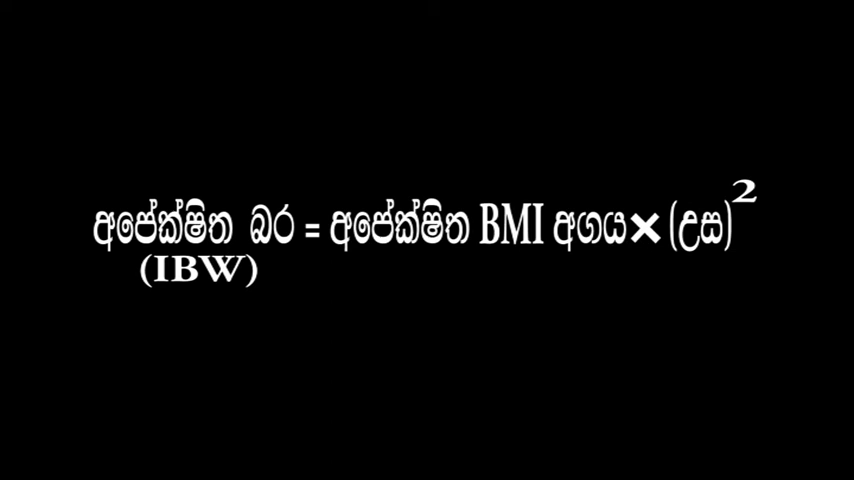 අපේක්ෂිත බර = අපේක්ෂිත BMI අගය × (උස)²
(IBW)